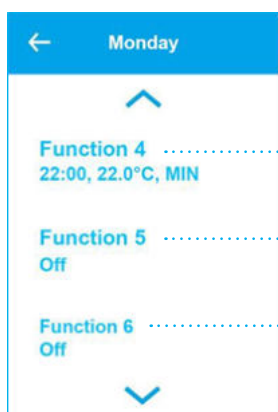 Monday
Function 4
22:00, 22.0°C, MIN
Function 5
Off
Function 6
Off